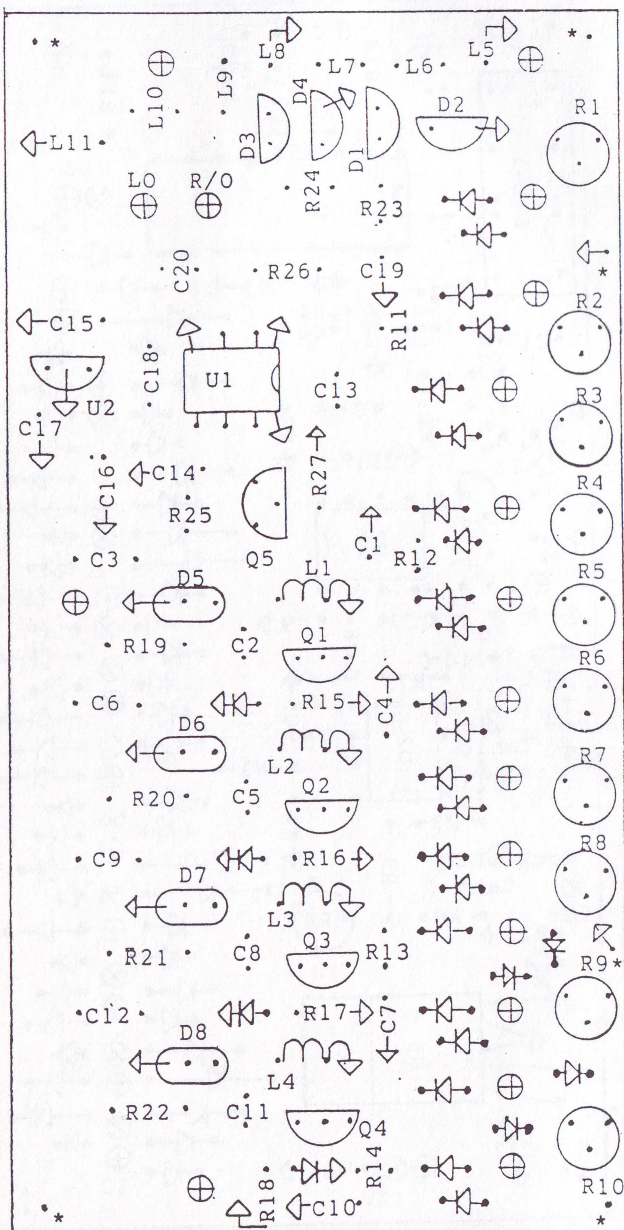 * L8 L7 L6 L5 *
L10 L9 D3 D4 D1 D2 R1
L11
LO R/O R24 R23
C20 R26 C19 *
C15 R11 R2
C18 U1 C13
U2 R3
C17
C16 C14 R27 R4
R25
C3 Q5 C1 R12
D5 L1 R5
R19 C2 Q1
C6 R15 C4 R6
D6
L2
R20 C5 Q2 R7
C9 R16 R8
D7
L3
R21 C8 Q3 R13
R9*
C12 R17 C7
D8
L4
R22 C11 Q4
R18 R14
C10 R10
* *